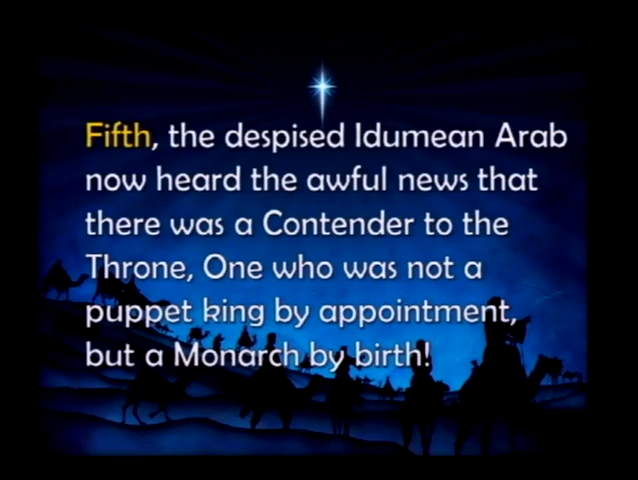 Fifth, the despised Idumean Arab
now heard the awful news that
there was a Contender to the
Throne, One who was not a
puppet king by appointment,
but a Monarch by birth!